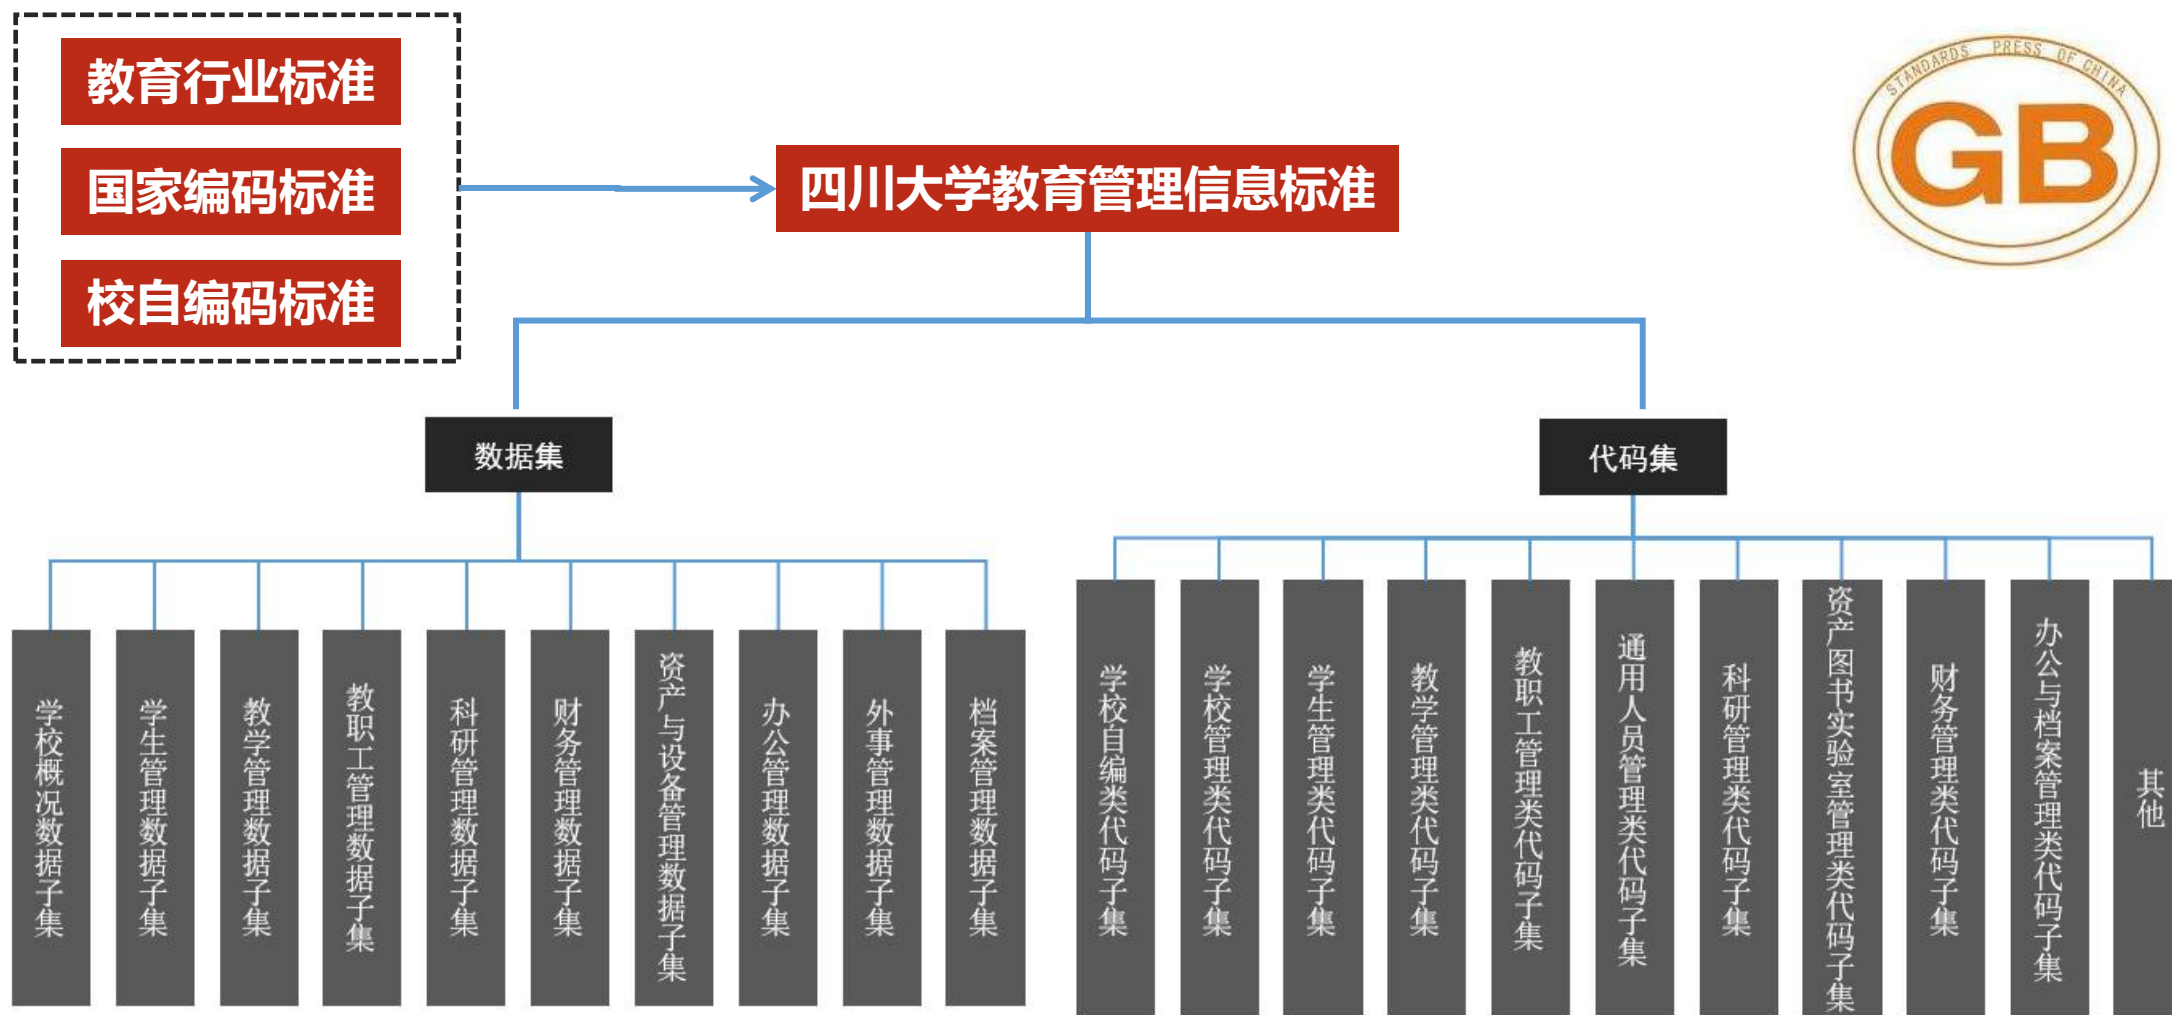 教育行业标准
国家编码标准
校自编码标准
四川大学教育管理信息标准
STANDARDS PRESS OF CHINA
GB
数据集
代码集
学校概况数据子集
学生管理数据子集
教学管理数据子集
教职工管理数据子集
科研管理数据子集
财务管理数据子集
资产与设备管理数据子集
办公管理数据子集
外事管理数据子集
档案管理数据子集
学校自编类代码子集
学校管理类代码子集
学生管理类代码子集
教学管理类代码子集
教职工管理类代码子集
通用人员管理类代码子集
科研管理类代码子集
资产图书实验室管理类代码子集
财务管理类代码子集
办公与档案管理类代码子集
其他